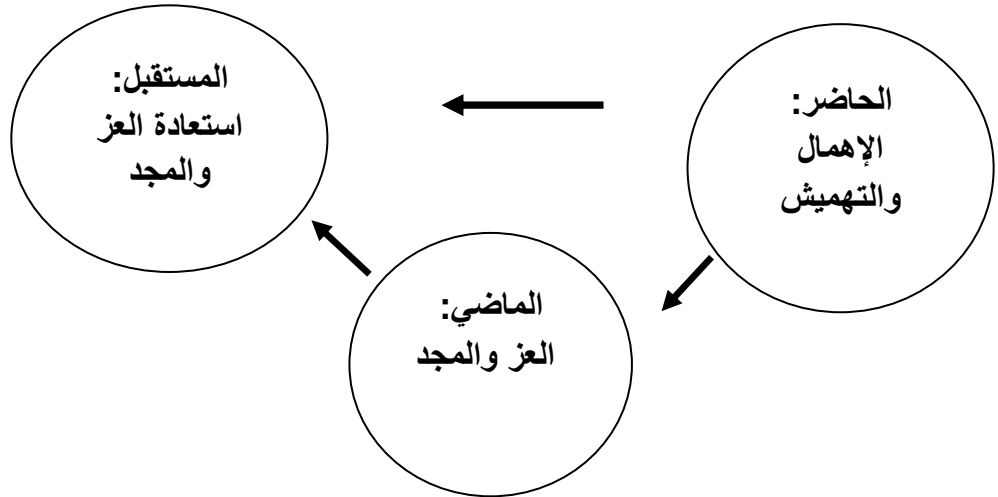 الحاضر:
الإهمال
والتهميش
المستقبل:
استعادة العز
والمجد
الماضي:
العز والمجد